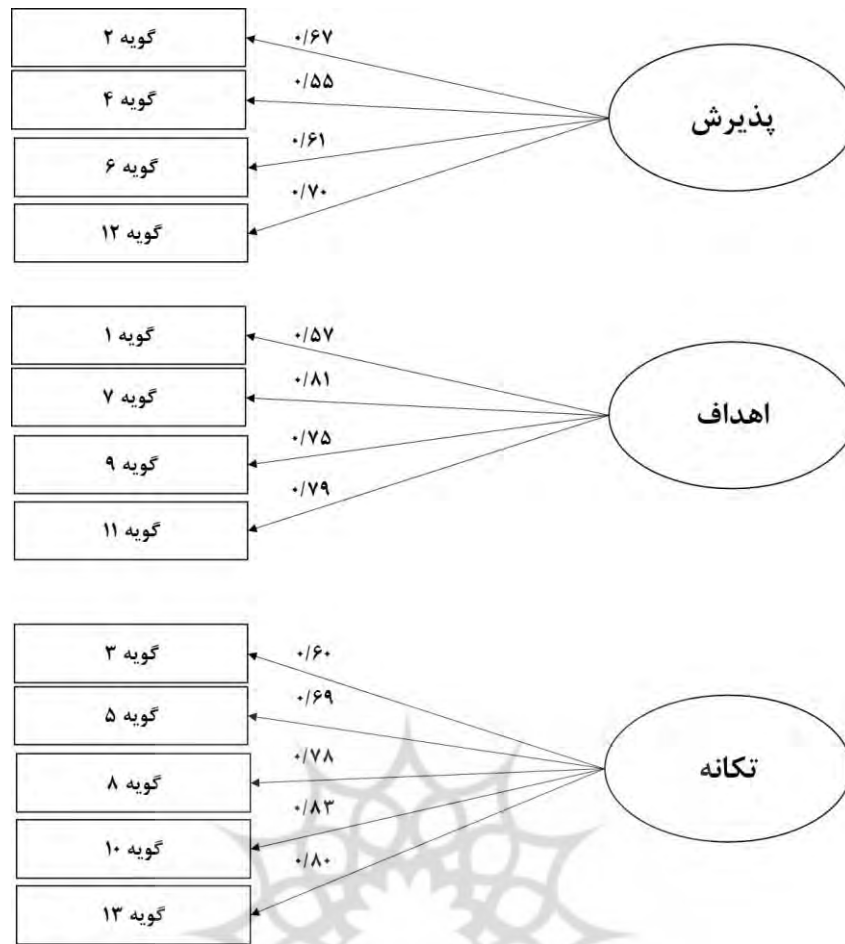 گویه ۲
۰/۶۷
گویه ۴
۰/۵۵
گویه ۶
۰/۶۱
گویه ۱۲
۰/۷۰
پذیرش
گویه ۱
۰/۵۷
گویه ۷
۰/۸۱
گویه ۹
۰/۷۵
گویه ۱۱
۰/۷۹
اهداف
گویه ۳
۰/۶۰
گویه ۵
۰/۶۹
گویه ۸
۰/۷۸
گویه ۱۰
۰/۸۳
گویه ۱۳
۰/۸۰
تکانه